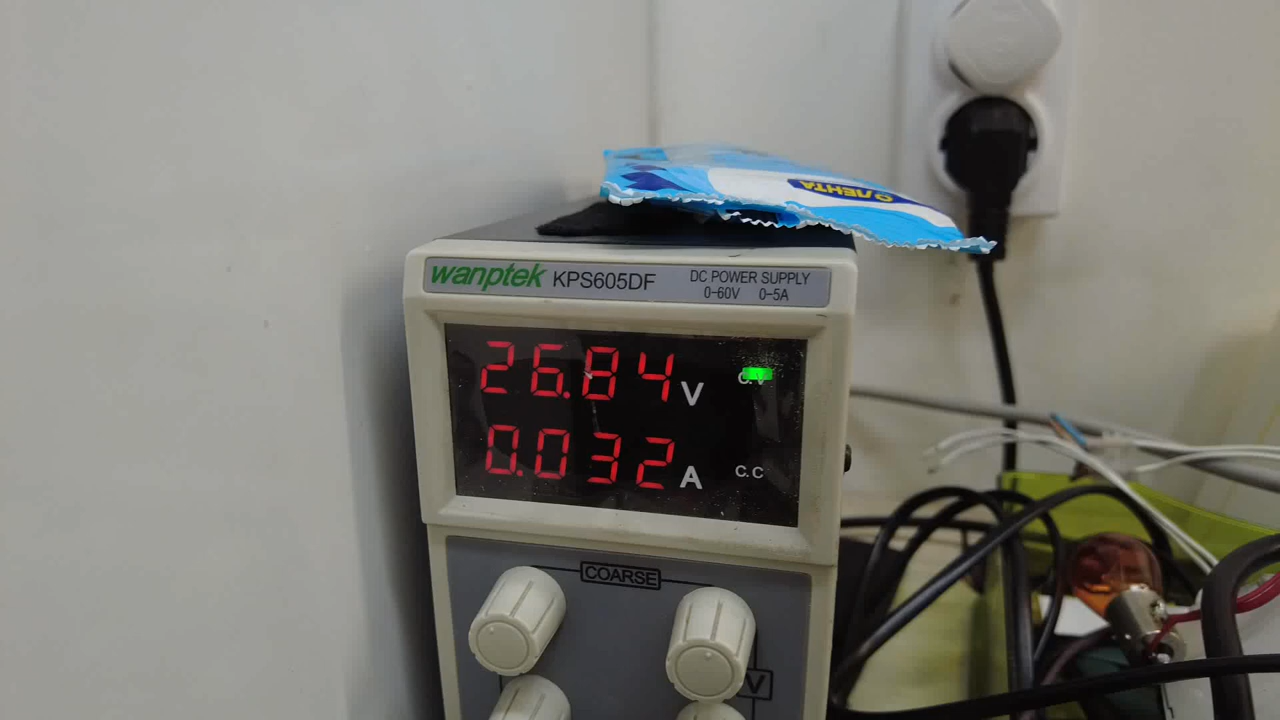 ЛЕНТА
wanptek KPS605DF
DC POWER SUPPLY
0-60V 0-5A
26.84 V
C.V
0.032 A
C.C
COARSE
V